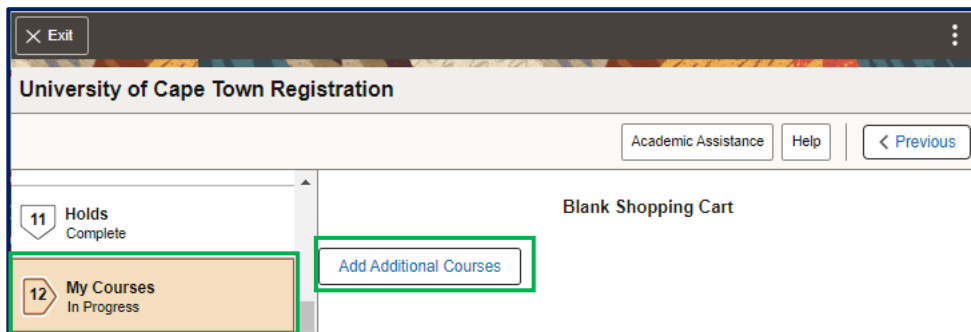 Exit
University of Cape Town Registration
Academic Assistance
Help
Previous
11
Holds
Complete
Blank Shopping Cart
Add Additional Courses
12
My Courses
In Progress